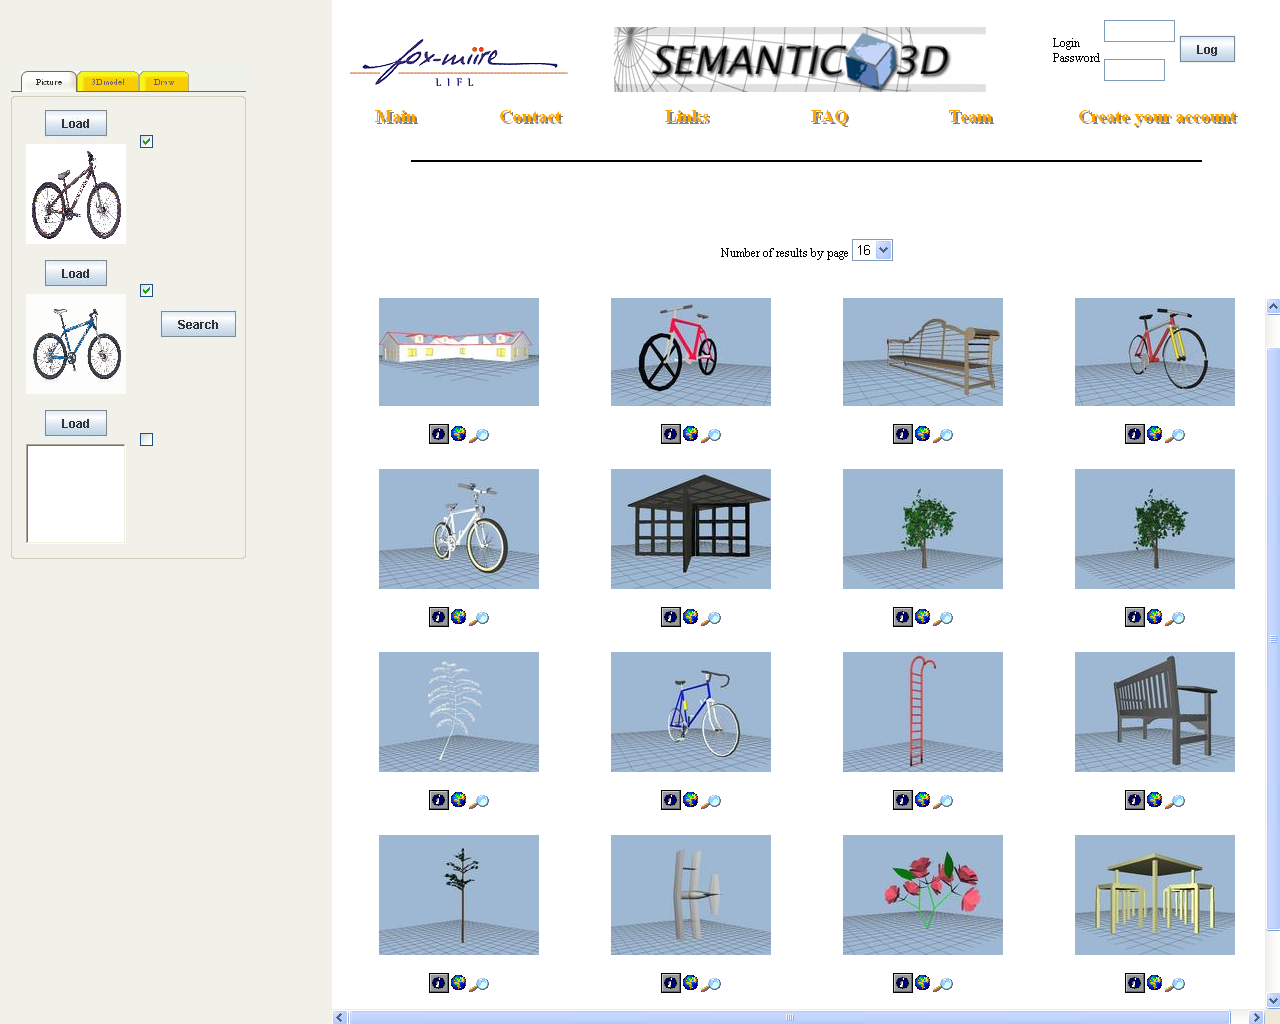 fox-miire
LIFL
SEMANTIC 3D
Login
Password
Log
Main
Contact
Links
FAQ
Team
Create your account
Picture
3Dmodel
Draw
Load
Load
Search
Load
Number of results by page 16